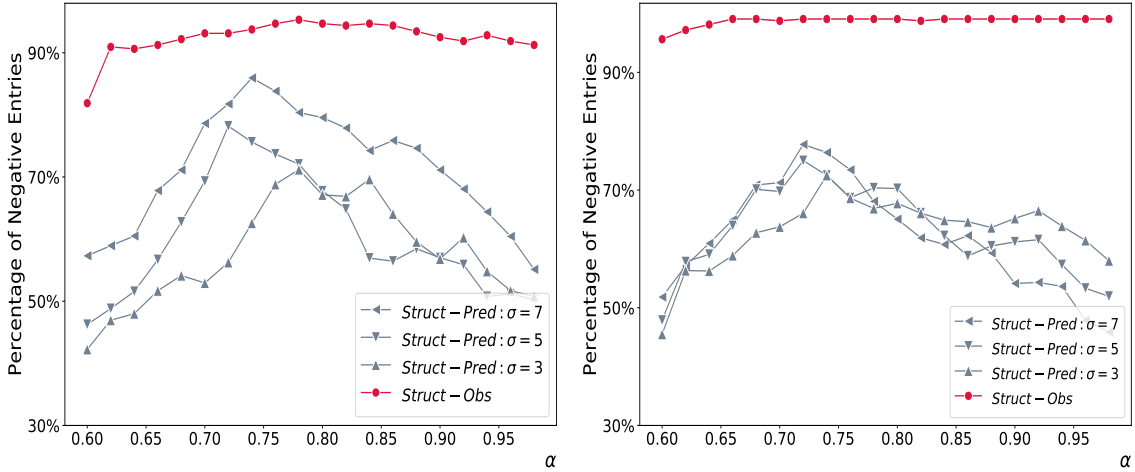 Percentage of Negative Entries
90%
70%
50%
30%
Struct − Pred: σ = 7
Struct − Pred: σ = 5
Struct − Pred: σ = 3
Struct − Obs
0.60 0.65 0.70 0.75 0.80 0.85 0.90 0.95
α
Percentage of Negative Entries
90%
70%
50%
30%
Struct − Pred: σ = 7
Struct − Pred: σ = 5
Struct − Pred: σ = 3
Struct − Obs
0.60 0.65 0.70 0.75 0.80 0.85 0.90 0.95
α